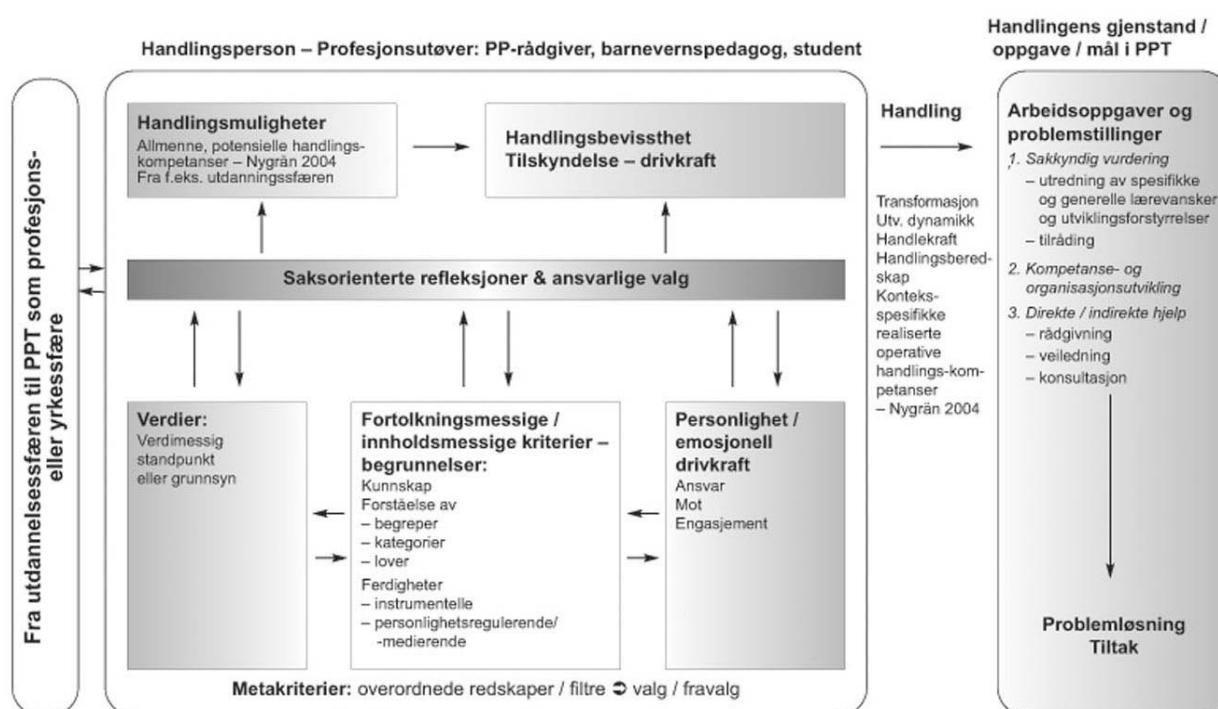 Handlingsperson – Profesjonsutøver: PP-rådgiver, barnevernspedagog, student
Handlingens gjenstand /
oppgave / mål i PPT
Fra utdannelsessfæren til PPT som profesjons-
eller yrkessfære
Handlingsmuligheter
Allmenne, potensielle handlings-
kompetanser – Nygrän 2004
Fra f.eks. utdanningssfæren
Handlingsbevissthet
Tilskyndelse – drivkraft
Saksorienterte refleksjoner & ansvarlige valg
Verdier:
Verdimessig
standpunkt
eller grunnsyn
Fortolkningsmessige /
innholdsmessige kriterier –
begrunnelser:
Kunnskap
Forståelse av
– begreper
– kategorier
– lover
Ferdigheter
– instrumentelle
– personlighetsregulerende/
-medierende
Personlighet /
emosjonell
drivkraft
Ansvar
Mot
Engasjement
Metakriterier: overordnede redskaper / filtre ➲ valg / fravalg
Handling
Transformasjon
Utv. dynamikk
Handlekraft
Handlingsbered-
skap
Konteks-
spesifikke
realiserte
operative
handlings-kom-
petanser
– Nygrän 2004
Arbeidsoppgaver og
problemstillinger
1. Sakkyndig vurdering
– utredning av spesifikke
og generelle lærevansker
og utviklingsforstyrrelser
– tilråding
2. Kompetanse- og
organisasjonsutvikling
3. Direkte / indirekte hjelp
– rådgivning
– veiledning
– konsultasjon
Problemløsning
Tiltak